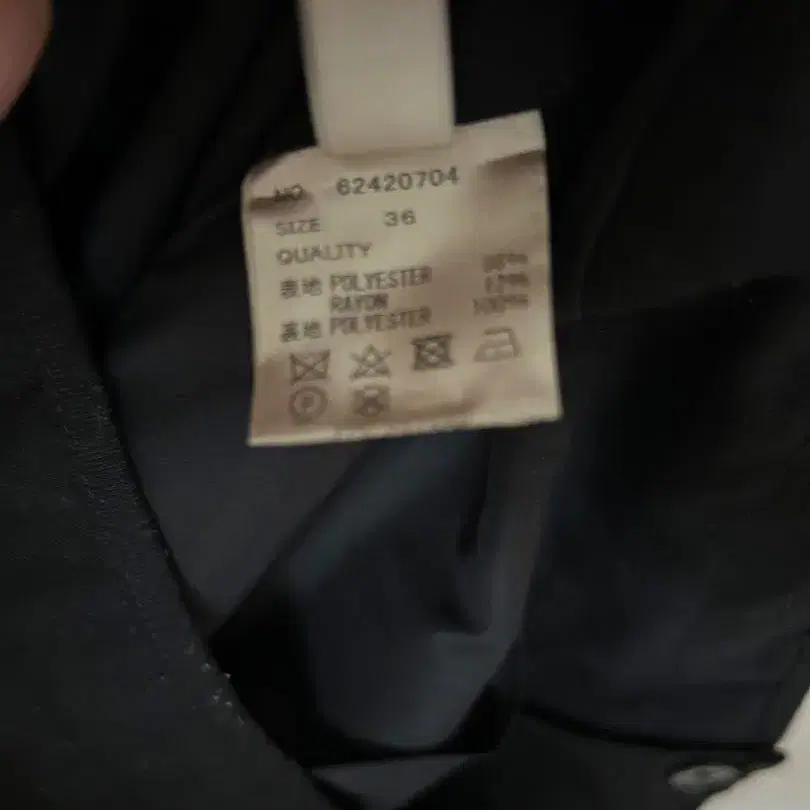 NO. 62420704
SIZE 36
QUALITY
表地 POLYESTER
RAYON
裏地 POLYESTER 100%